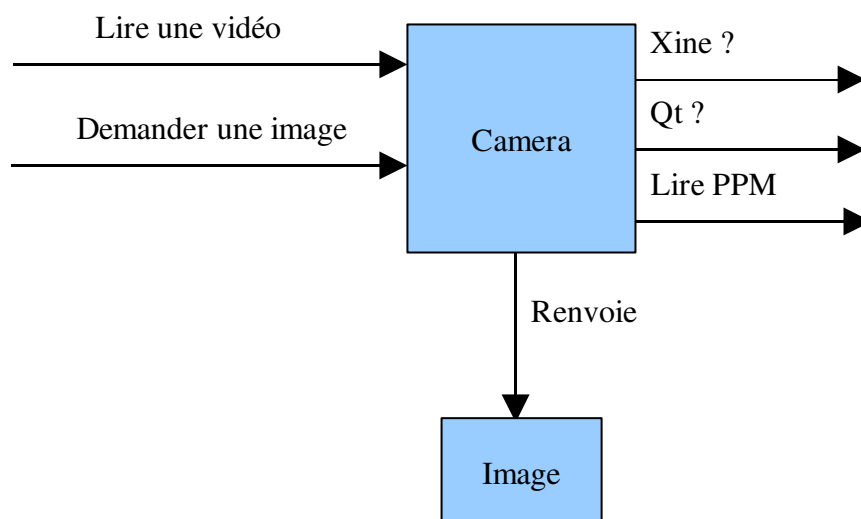 Lire une vidéo
Xine ?
Qt ?
Demander une image
Camera
Lire PPM
Renvoie
Image